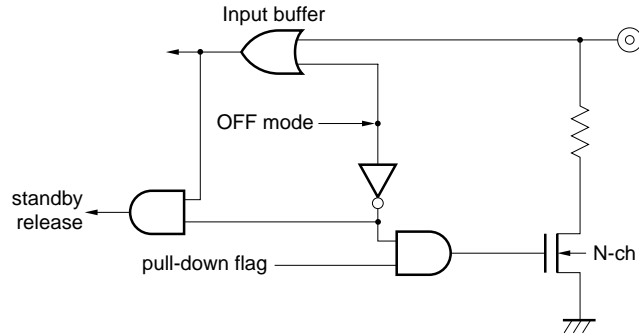 Input buffer
OFF mode
standby
release
pull-down flag
N-ch